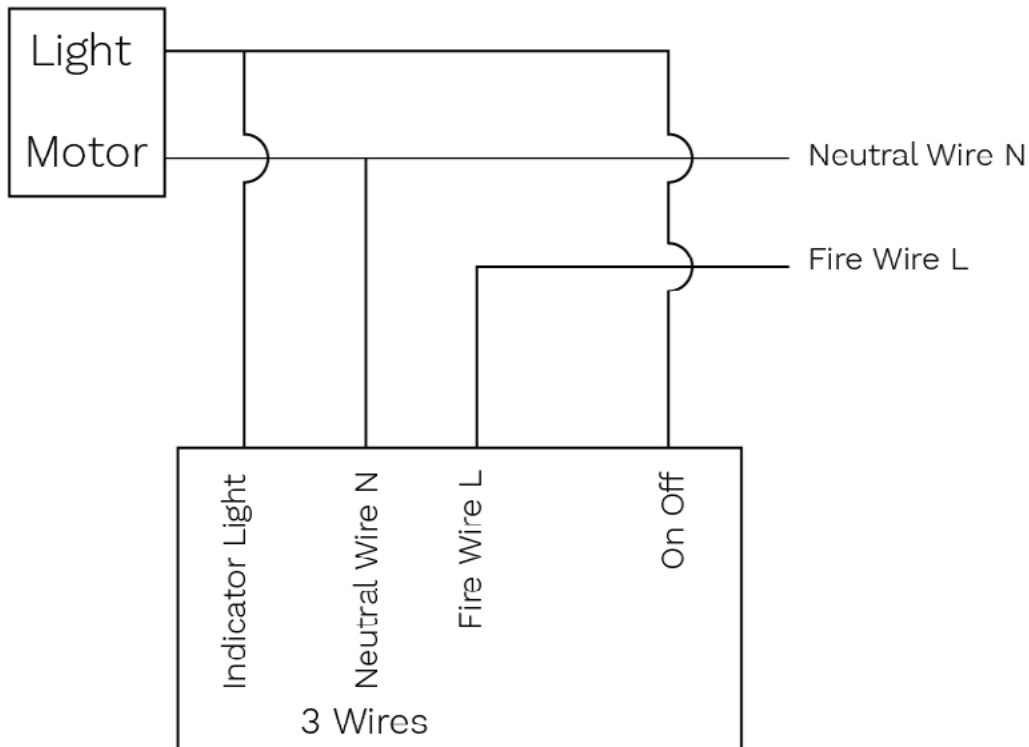 Light
Motor
Neutral Wire N
Fire Wire L
Indicator Light
Neutral Wire N
Fire Wire L
On Off
3 Wires